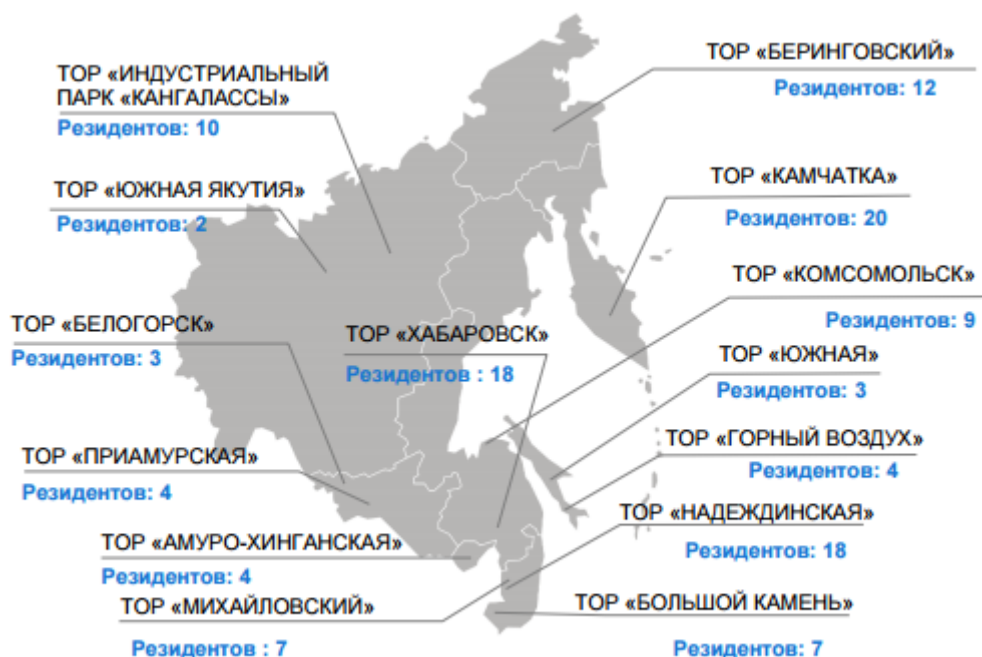 ТОР «ИНДУСТРИАЛЬНЫЙ
ПАРК «КАНГАЛАССЫ»
Резидентов: 10
ТОР «БЕРИНГОВСКИЙ»
Резидентов: 12
ТОР «ЮЖНАЯ ЯКУТИЯ»
Резидентов: 2
ТОР «КАМЧАТКА»
Резидентов: 20
ТОР «КОМСОМОЛЬСК»
Резидентов: 9
ТОР «БЕЛОГОРСК»
Резидентов: 3
ТОР «ХАБАРОВСК»
Резидентов : 18
ТОР «ЮЖНАЯ»
Резидентов: 3
ТОР «ГОРНЫЙ ВОЗДУХ»
Резидентов: 4
ТОР «ПРИАМУРСКАЯ»
Резидентов: 4
ТОР «НАДЕЖДИНСКАЯ»
Резидентов: 18
ТОР «АМУРО-ХИНГАНСКАЯ»
Резидентов: 4
ТОР «МИХАЙЛОВСКИЙ»
Резидентов : 7
ТОР «БОЛЬШОЙ КАМЕНЬ»
Резидентов: 7